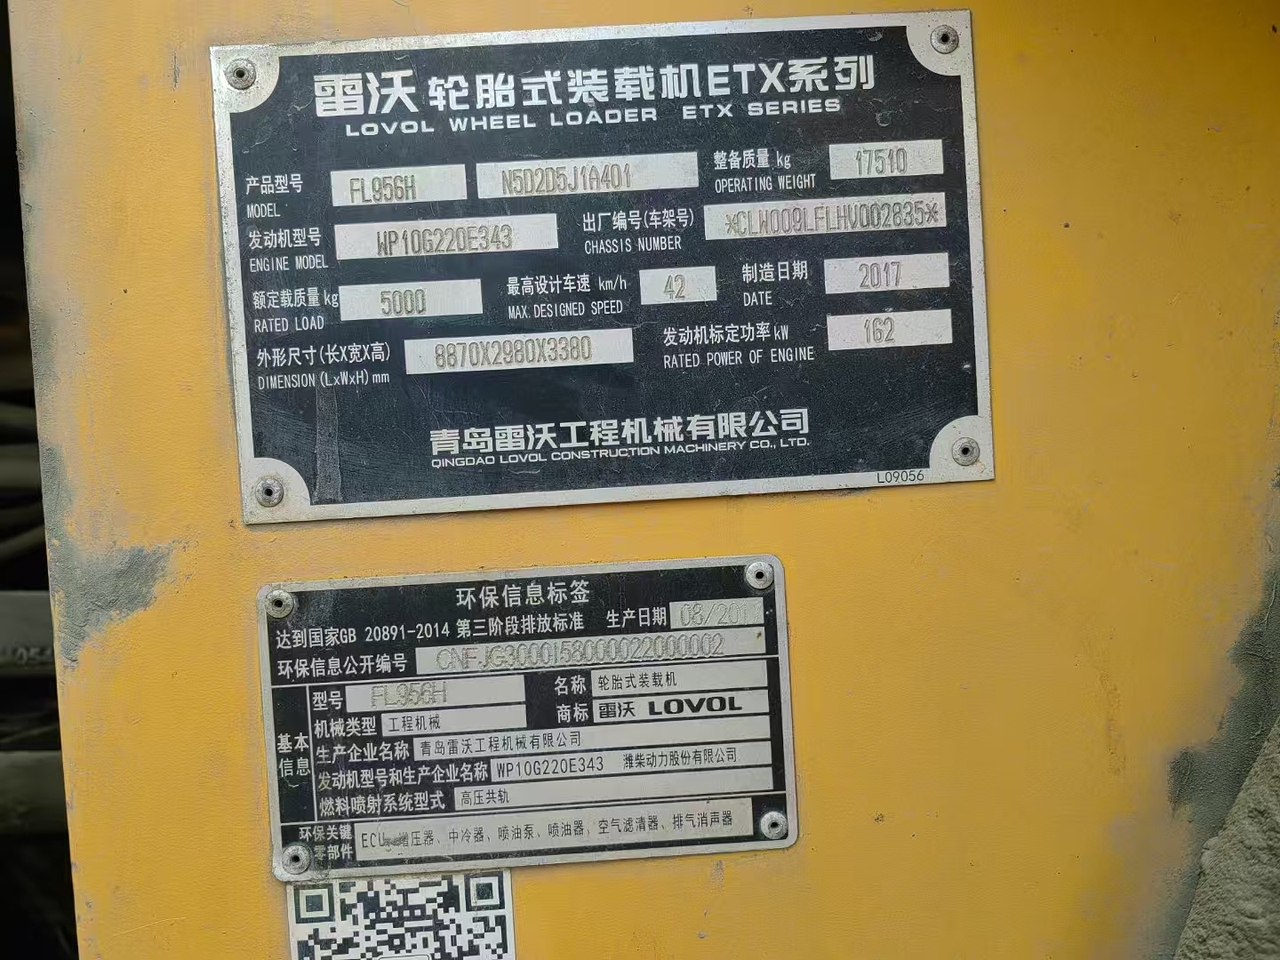 雷沃 轮胎式装载机ETX系列
LOVOL WHEEL LOADER ETX SERIES
产品型号 FL956H N5D2D5J1A401 整备质量 kg 17510
MODEL OPERATING WEIGHT
发动机型号 WP10G220E343 出厂编号(车架号) *CLW009LFLHV002835*
ENGINE MODEL CHASSIS NUMBER
额定载质量 kg 5000 最高设计车速 km/h 42 制造日期 2017
RATED LOAD MAX.DESIGNED SPEED DATE
外形尺寸(长X宽X高) 8870X2980X3380 发动机标定功率 kW 162
DIMENSION (LxWxH) mm RATED POWER OF ENGINE
青岛雷沃工程机械有限公司
QINGDAO LOVOL CONSTRUCTION MACHINERY CO., LTD.
L09056
环保信息标签
达到国家GB 20891-2014 第三阶段排放标准 生产日期 08/201
环保信息公开编号 CNFJG3000158000022000002
基本信息
型号 FL956H 名称 轮胎式装载机
机械类型 工程机械 商标 雷沃 LOVOL
生产企业名称 青岛雷沃工程机械有限公司
发动机型号和生产企业名称 WP10G220E343 潍柴动力股份有限公司
燃料喷射系统型式 高压共轨
环保关键零部件 ECU、增压器、中冷器、喷油泵、喷油器、空气滤清器、排气消声器